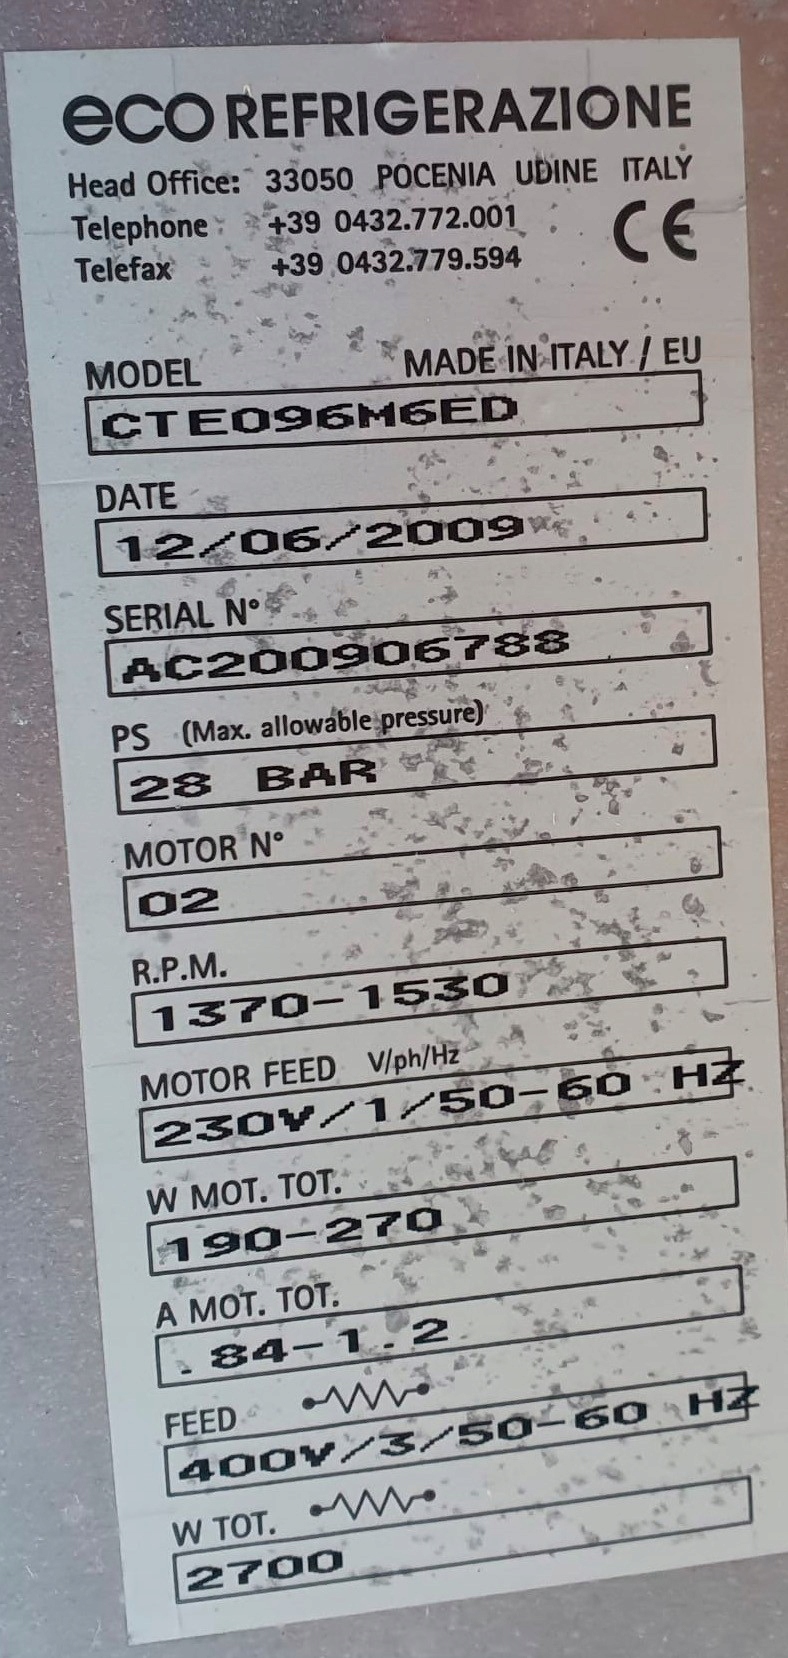 eco REFRIGERAZIONE
Head Office: 33050 POCENIA UDINE ITALY
Telephone +39 0432.772.001
Telefax +39 0432.779.594
CE
MODEL MADE IN ITALY / EU
CTE096M6ED
DATE
12/06/2009
SERIAL N°
AC200906788
PS (Max. allowable pressure)
28 BAR
MOTOR N°
02
R.P.M.
1370-1530
MOTOR FEED V/ph/Hz
230V/1/50-60 HZ
W MOT. TOT.
190-270
A MOT. TOT.
.84-1.2
FEED
400V/3/50-60 HZ
W TOT.
2700